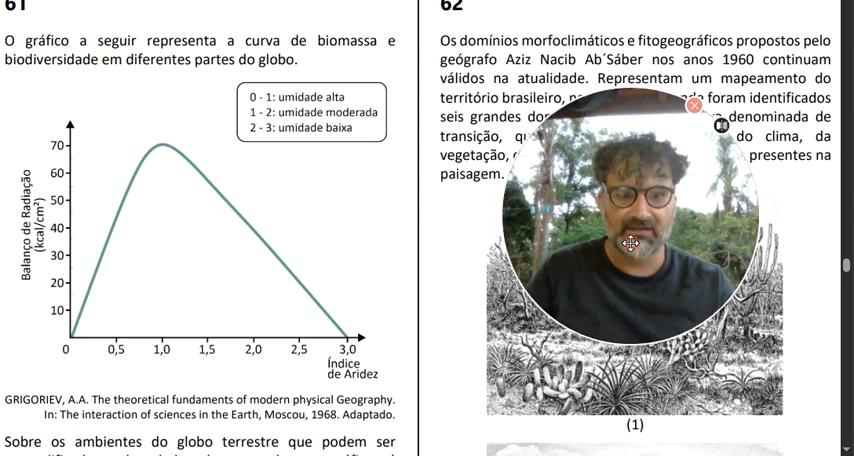 61
O gráfico a seguir representa a curva de biomassa e
biodiversidade em diferentes partes do globo.
0 - 1: umidade alta
1 - 2: umidade moderada
2 - 3: umidade baixa
Balanço de Radiação
(kcal/cm²)
70
60
50
40
30
20
10
0 0,5 1,0 1,5 2,0 2,5 3,0
Índice
de Aridez
GRIGORIEV, A.A. The theoretical fundaments of modern physical Geography.
In: The interaction of sciences in the Earth, Moscou, 1968. Adaptado.
Sobre os ambientes do globo terrestre que podem ser
62
Os domínios morfoclimáticos e fitogeográficos propostos pelo
geógrafo Aziz Nacib Ab´Sáber nos anos 1960 continuam
válidos na atualidade. Representam um mapeamento do
território brasileiro, foram identificados
seis grandes denominada de
transição, do clima, da
vegetação, presentes na
paisagem.
(1)